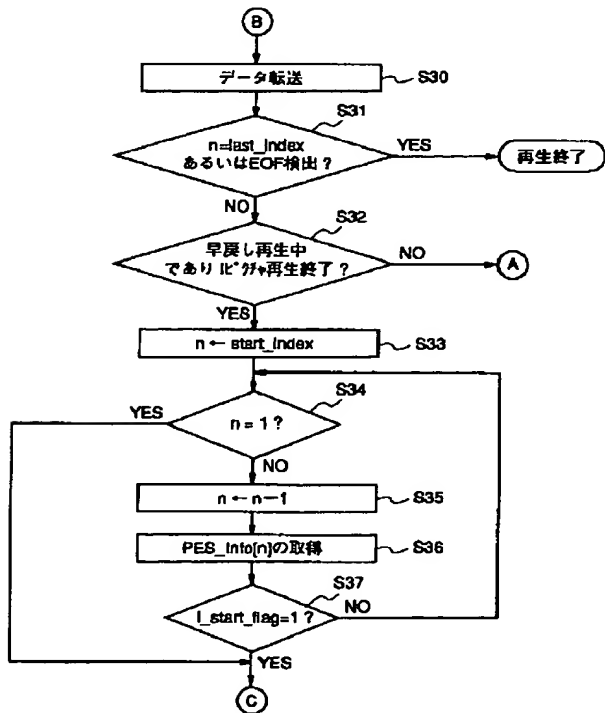 B
データ転送
S30
S31
n=last_index
あるいはEOF検出?
YES
再生終了
NO
S32
早戻し再生中
であり Iピクチャ再生終了?
NO
A
YES
n ← start_index
S33
S34
YES
n = 1 ?
NO
n ← n−1
S35
PES_info[n]の取得
S36
S37
I_start_flag=1 ?
NO
YES
C